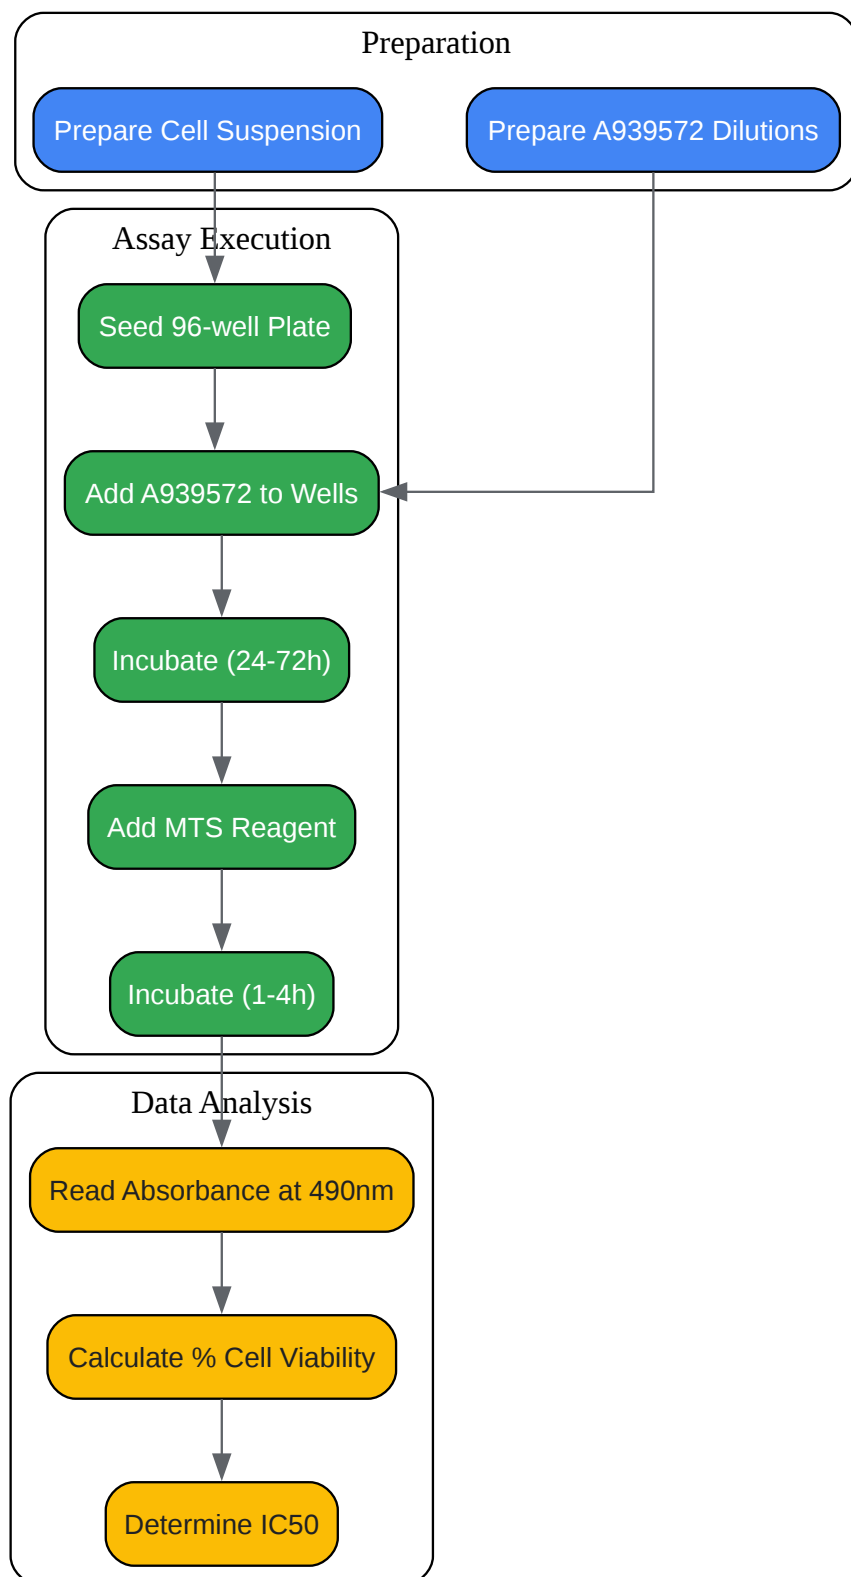 Preparation
Prepare Cell Suspension
Prepare A939572 Dilutions
Assay Execution
Seed 96-well Plate
Add A939572 to Wells
Incubate (24-72h)
Add MTS Reagent
Incubate (1-4h)
Data Analysis
Read Absorbance at 490nm
Calculate % Cell Viability
Determine IC50